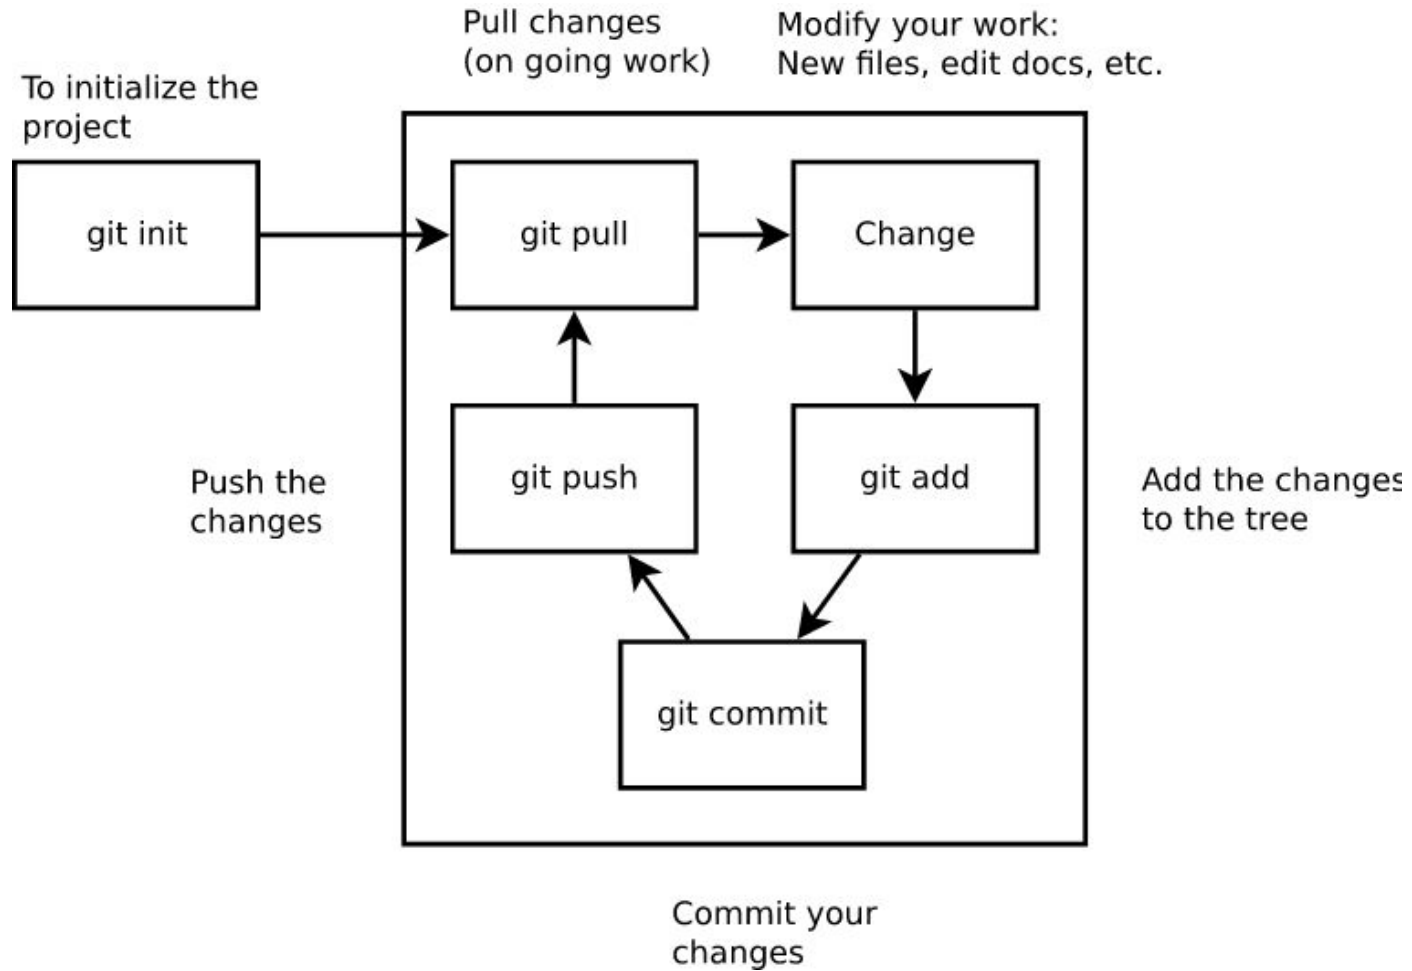 Pull changes
(on going work)
Modify your work:
New files, edit docs, etc.
To initialize the
project
git init
git pull
Change
git push
git add
Push the
changes
Add the changes
to the tree
git commit
Commit your
changes